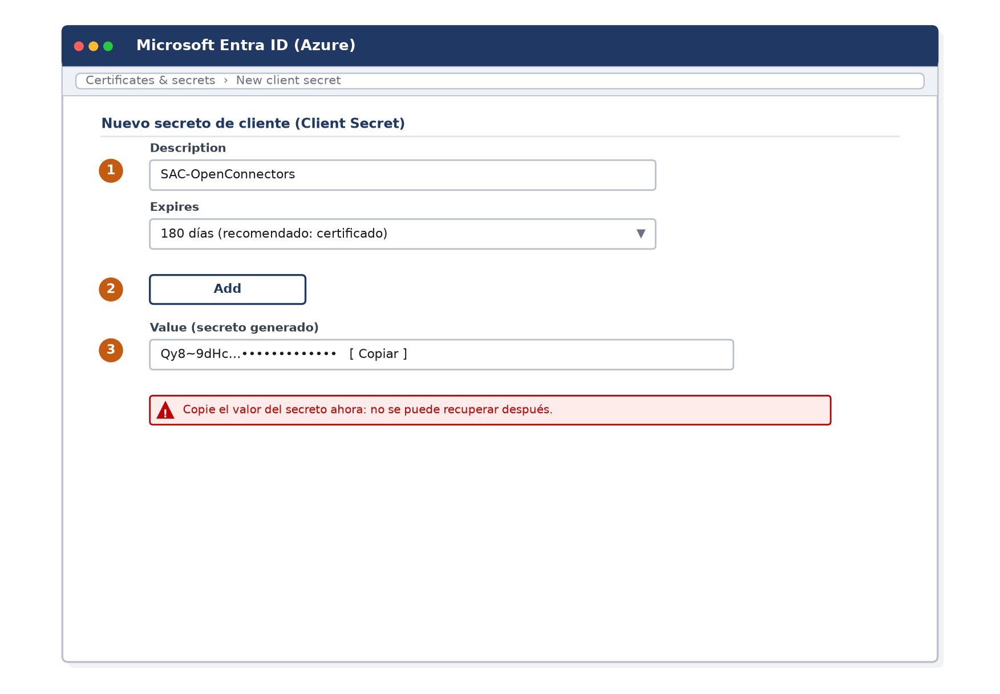 Microsoft Entra ID (Azure)
Certificates & secrets › New client secret
Nuevo secreto de cliente (Client Secret)
Description
1
SAC-OpenConnectors
Expires
180 días (recomendado: certificado) ▼
2
Add
Value (secreto generado)
3
Qy8~9dHc…••••••••••••• [ Copiar ]
! Copie el valor del secreto ahora: no se puede recuperar después.